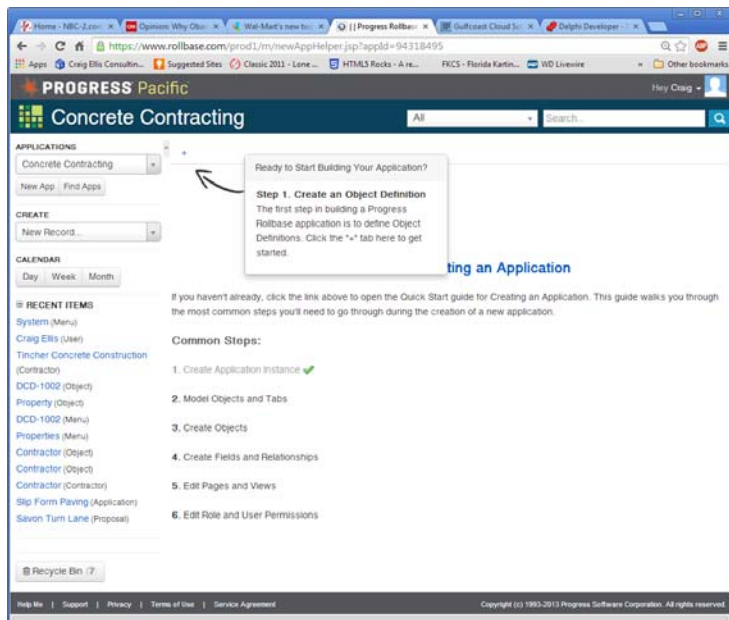 Home - NBC-2.com
Opinion: Why Oba
Wal-Mart's new
Progress Rollbase
Gulfcoast Cloud
Delphi Developer -
https://www.rollbase.com/prod1/m/newAppHelper.jsp?appId=94318495
Apps
Craig Ellis Consultin...
Suggested Sites
Classic 2011 - Lone ...
HTML5 Rocks - A re...
FKCS - Florida Kartin...
WD Livewire
»
Other bookmarks
PROGRESS Pacific
Hey Craig
Concrete Contracting
All
Search...
APPLICATIONS
Concrete Contracting
New App
Find Apps
CREATE
New Record...
CALENDAR
Day
Week
Month
RECENT ITEMS
System (Menu)
Craig Ellis (User)
Tincher Concrete Construction
(Contractor)
DCD-1002 (Object)
Property (Object)
DCD-1002 (Menu)
Properties (Menu)
Contractor (Object)
Contractor (Object)
Contractor (Contractor)
Slip Form Paving (Application)
Savon Turn Lane (Proposal)
Recycle Bin (7
+
Ready to Start Building Your Application?
Step 1. Create an Object Definition
The first step in building a Progress
Rollbase application is to define Object
Definitions. Click the "+" tab here to get
started.
ting an Application
If you haven't already, click the link above to open the Quick Start guide for Creating an Application. This guide walks you through
the most common steps you'll need to go through during the creation of a new application.
Common Steps:
1. Create Application Instance
2. Model Objects and Tabs
3. Create Objects
4. Create Fields and Relationships
5. Edit Pages and Views
6. Edit Role and User Permissions
Help Me | Support | Privacy | Terms of Use | Service Agreement
Copyright (c) 1993-2013 Progress Software Corporation. All rights reserved.